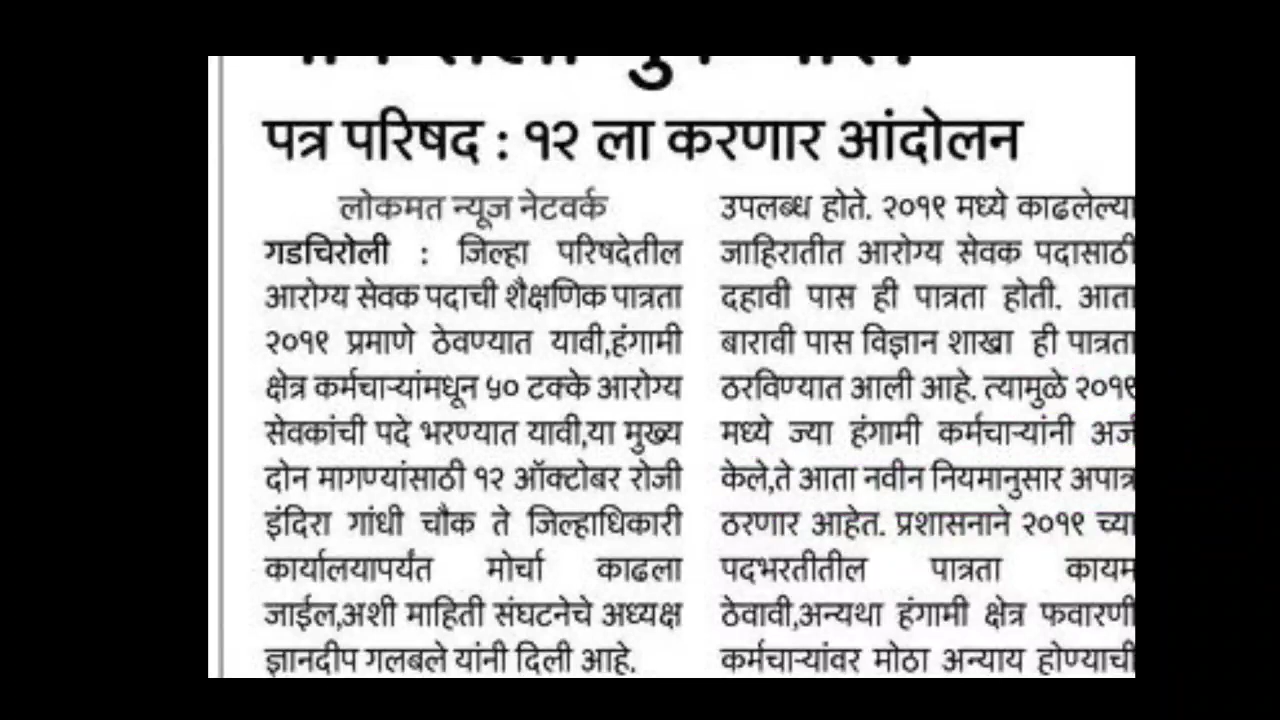 पत्र परिषद : १२ ला करणार आंदोलन
लोकमत न्यूज नेटवर्क
गडचिरोली : जिल्हा परिषदेतील
आरोग्य सेवक पदाची शैक्षणिक पात्रता
२०१९ प्रमाणे ठेवण्यात यावी,हंगामी
क्षेत्र कर्मचाऱ्यांमधून ५० टक्के आरोग्य
सेवकांची पदे भरण्यात यावी,या मुख्य
दोन मागण्यांसाठी १२ ऑक्टोबर रोजी
इंदिरा गांधी चौक ते जिल्हाधिकारी
कार्यालयापर्यंत मोर्चा काढला
जाईल,अशी माहिती संघटनेचे अध्यक्ष
ज्ञानदीप गलबले यांनी दिली आहे.
उपलब्ध होते. २०१९ मध्ये काढलेल्या
जाहिरातीत आरोग्य सेवक पदासाठी
दहावी पास ही पात्रता होती. आता
बारावी पास विज्ञान शाखा ही पात्रता
ठरविण्यात आली आहे. त्यामुळे २०१९
मध्ये ज्या हंगामी कर्मचाऱ्यांनी अर्ज
केले,ते आता नवीन नियमानुसार अपात्र
ठरणार आहेत. प्रशासनाने २०१९ च्या
पदभरतीतील पात्रता कायम
ठेवावी,अन्यथा हंगामी क्षेत्र फवारणी
कर्मचाऱ्यांवर मोठा अन्याय होण्याची